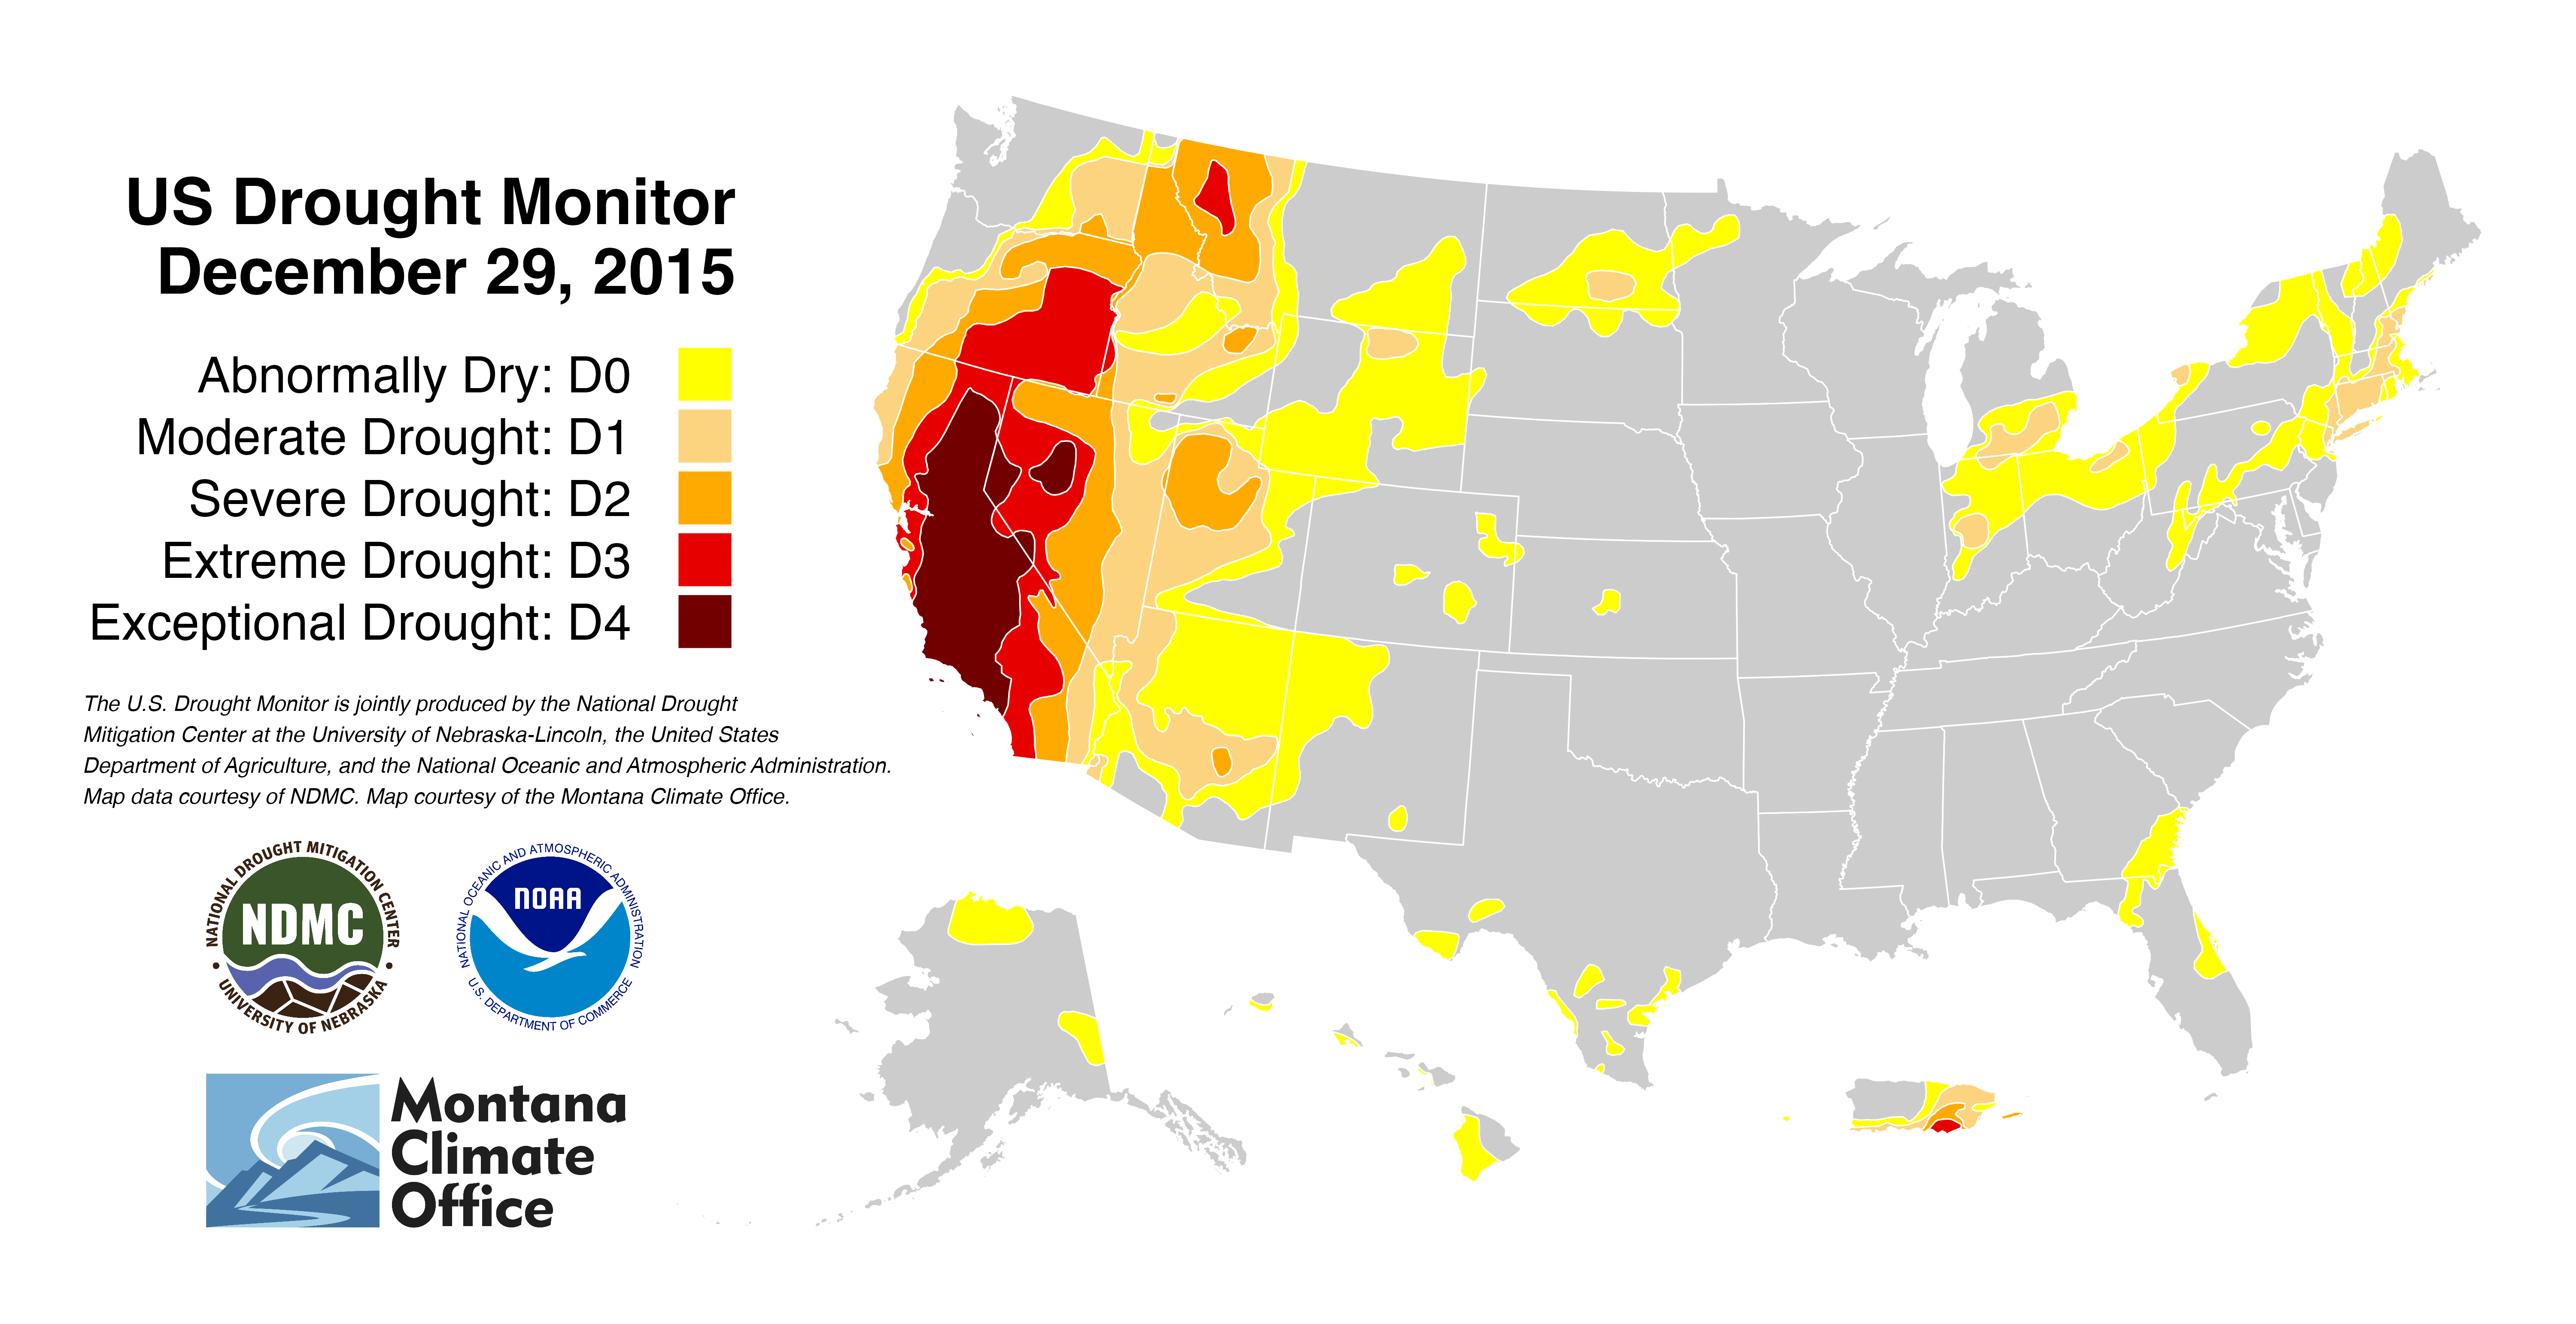 US Drought Monitor
December 29, 2015
Abnormally Dry: D0
Moderate Drought: D1
Severe Drought: D2
Extreme Drought: D3
Exceptional Drought: D4
The U.S. Drought Monitor is jointly produced by the National Drought
Mitigation Center at the University of Nebraska-Lincoln, the United States
Department of Agriculture, and the National Oceanic and Atmospheric Administration.
Map data courtesy of NDMC. Map courtesy of the Montana Climate Office.
NATIONAL DROUGHT MITIGATION CENTER
NDMC
• UNIVERSITY OF NEBRASKA •
NATIONAL OCEANIC AND ATMOSPHERIC ADMINISTRATION
NOAA
U.S. DEPARTMENT OF COMMERCE
Montana
Climate
Office